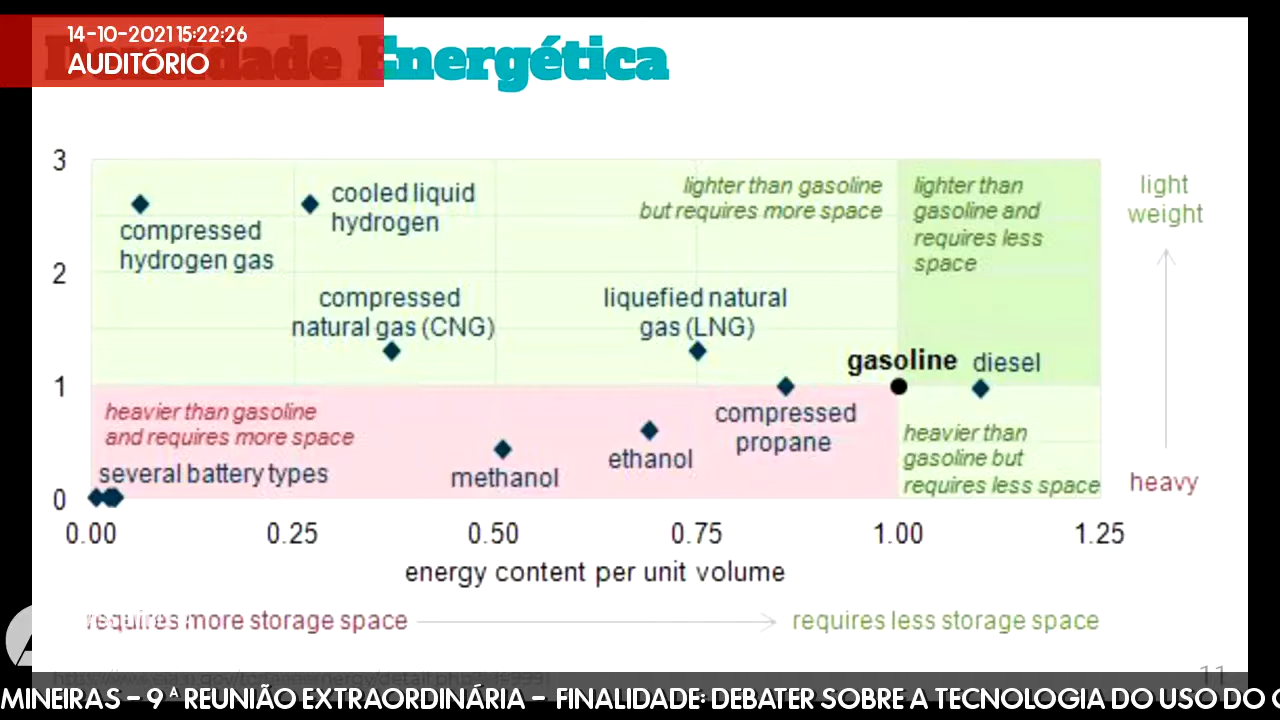 14-10-2021 15:22:26
AUDITÓRIO
Densidade Energética
3
cooled liquid
hydrogen
compressed
hydrogen gas
lighter than gasoline
but requires more space
lighter than
gasoline and
requires less
space
light
weight
2
compressed
natural gas (CNG)
liquefied natural
gas (LNG)
gasoline
diesel
1
heavier than gasoline
and requires more space
compressed
propane
several battery types
methanol
ethanol
heavier than
gasoline but
requires less space
heavy
0
0.00 0.25 0.50 0.75 1.00 1.25
energy content per unit volume
requires more storage space
requires less storage space
11
MINEIRAS - 9ª REUNIÃO EXTRAORDINÁRIA - FINALIDADE: DEBATER SOBRE A TECNOLOGIA DO USO DO